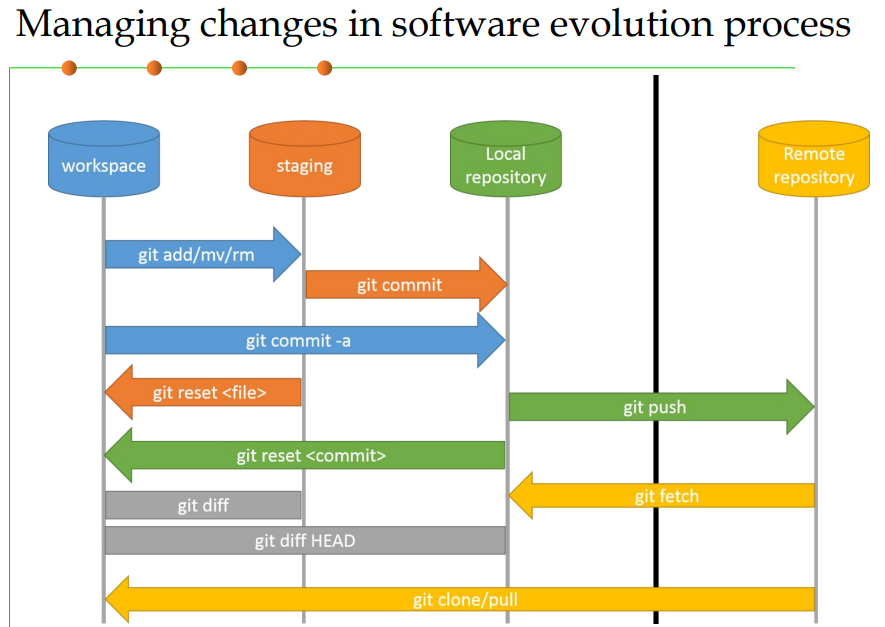 Managing changes in software evolution process
workspace
staging
Local
repository
Remote
repository
git add/mv/rm
git commit
git commit -a
git reset <file>
git push
git reset <commit>
git fetch
git diff
git diff HEAD
git clone/pull